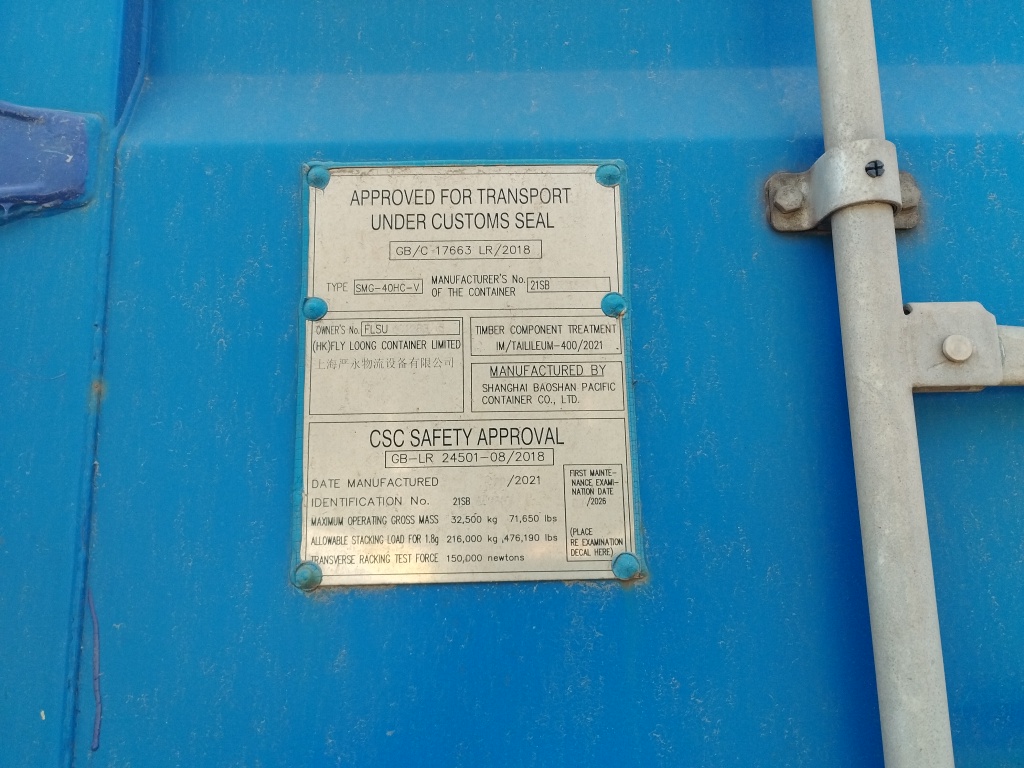 APPROVED FOR TRANSPORT
UNDER CUSTOMS SEAL
GB/C 17663 LR/2018
TYPE SMG-40HC-V
MANUFACTURER'S No.
OF THE CONTAINER
21SB
OWNER'S No. FLSU
(HK)FLY LOONG CONTAINER LIMITED
上海严永物流设备有限公司
TIMBER COMPONENT TREATMENT
IM/TAILILEUM-400/2021
MANUFACTURED BY
SHANGHAI BAOSHAN PACIFIC
CONTAINER CO., LTD.
CSC SAFETY APPROVAL
GB-LR 24501-08/2018
DATE MANUFACTURED /2021
IDENTIFICATION No. 21SB
MAXIMUM OPERATING GROSS MASS 32,500 kg 71,650 lbs
ALLOWABLE STACKING LOAD FOR 1.8g 216,000 kg 476,190 lbs
TRANSVERSE RACKING TEST FORCE 150,000 newtons
FIRST MAINTE-
NANCE EXAMI-
NATION DATE
/2026
(PLACE
RE EXAMINATION
DECAL HERE)